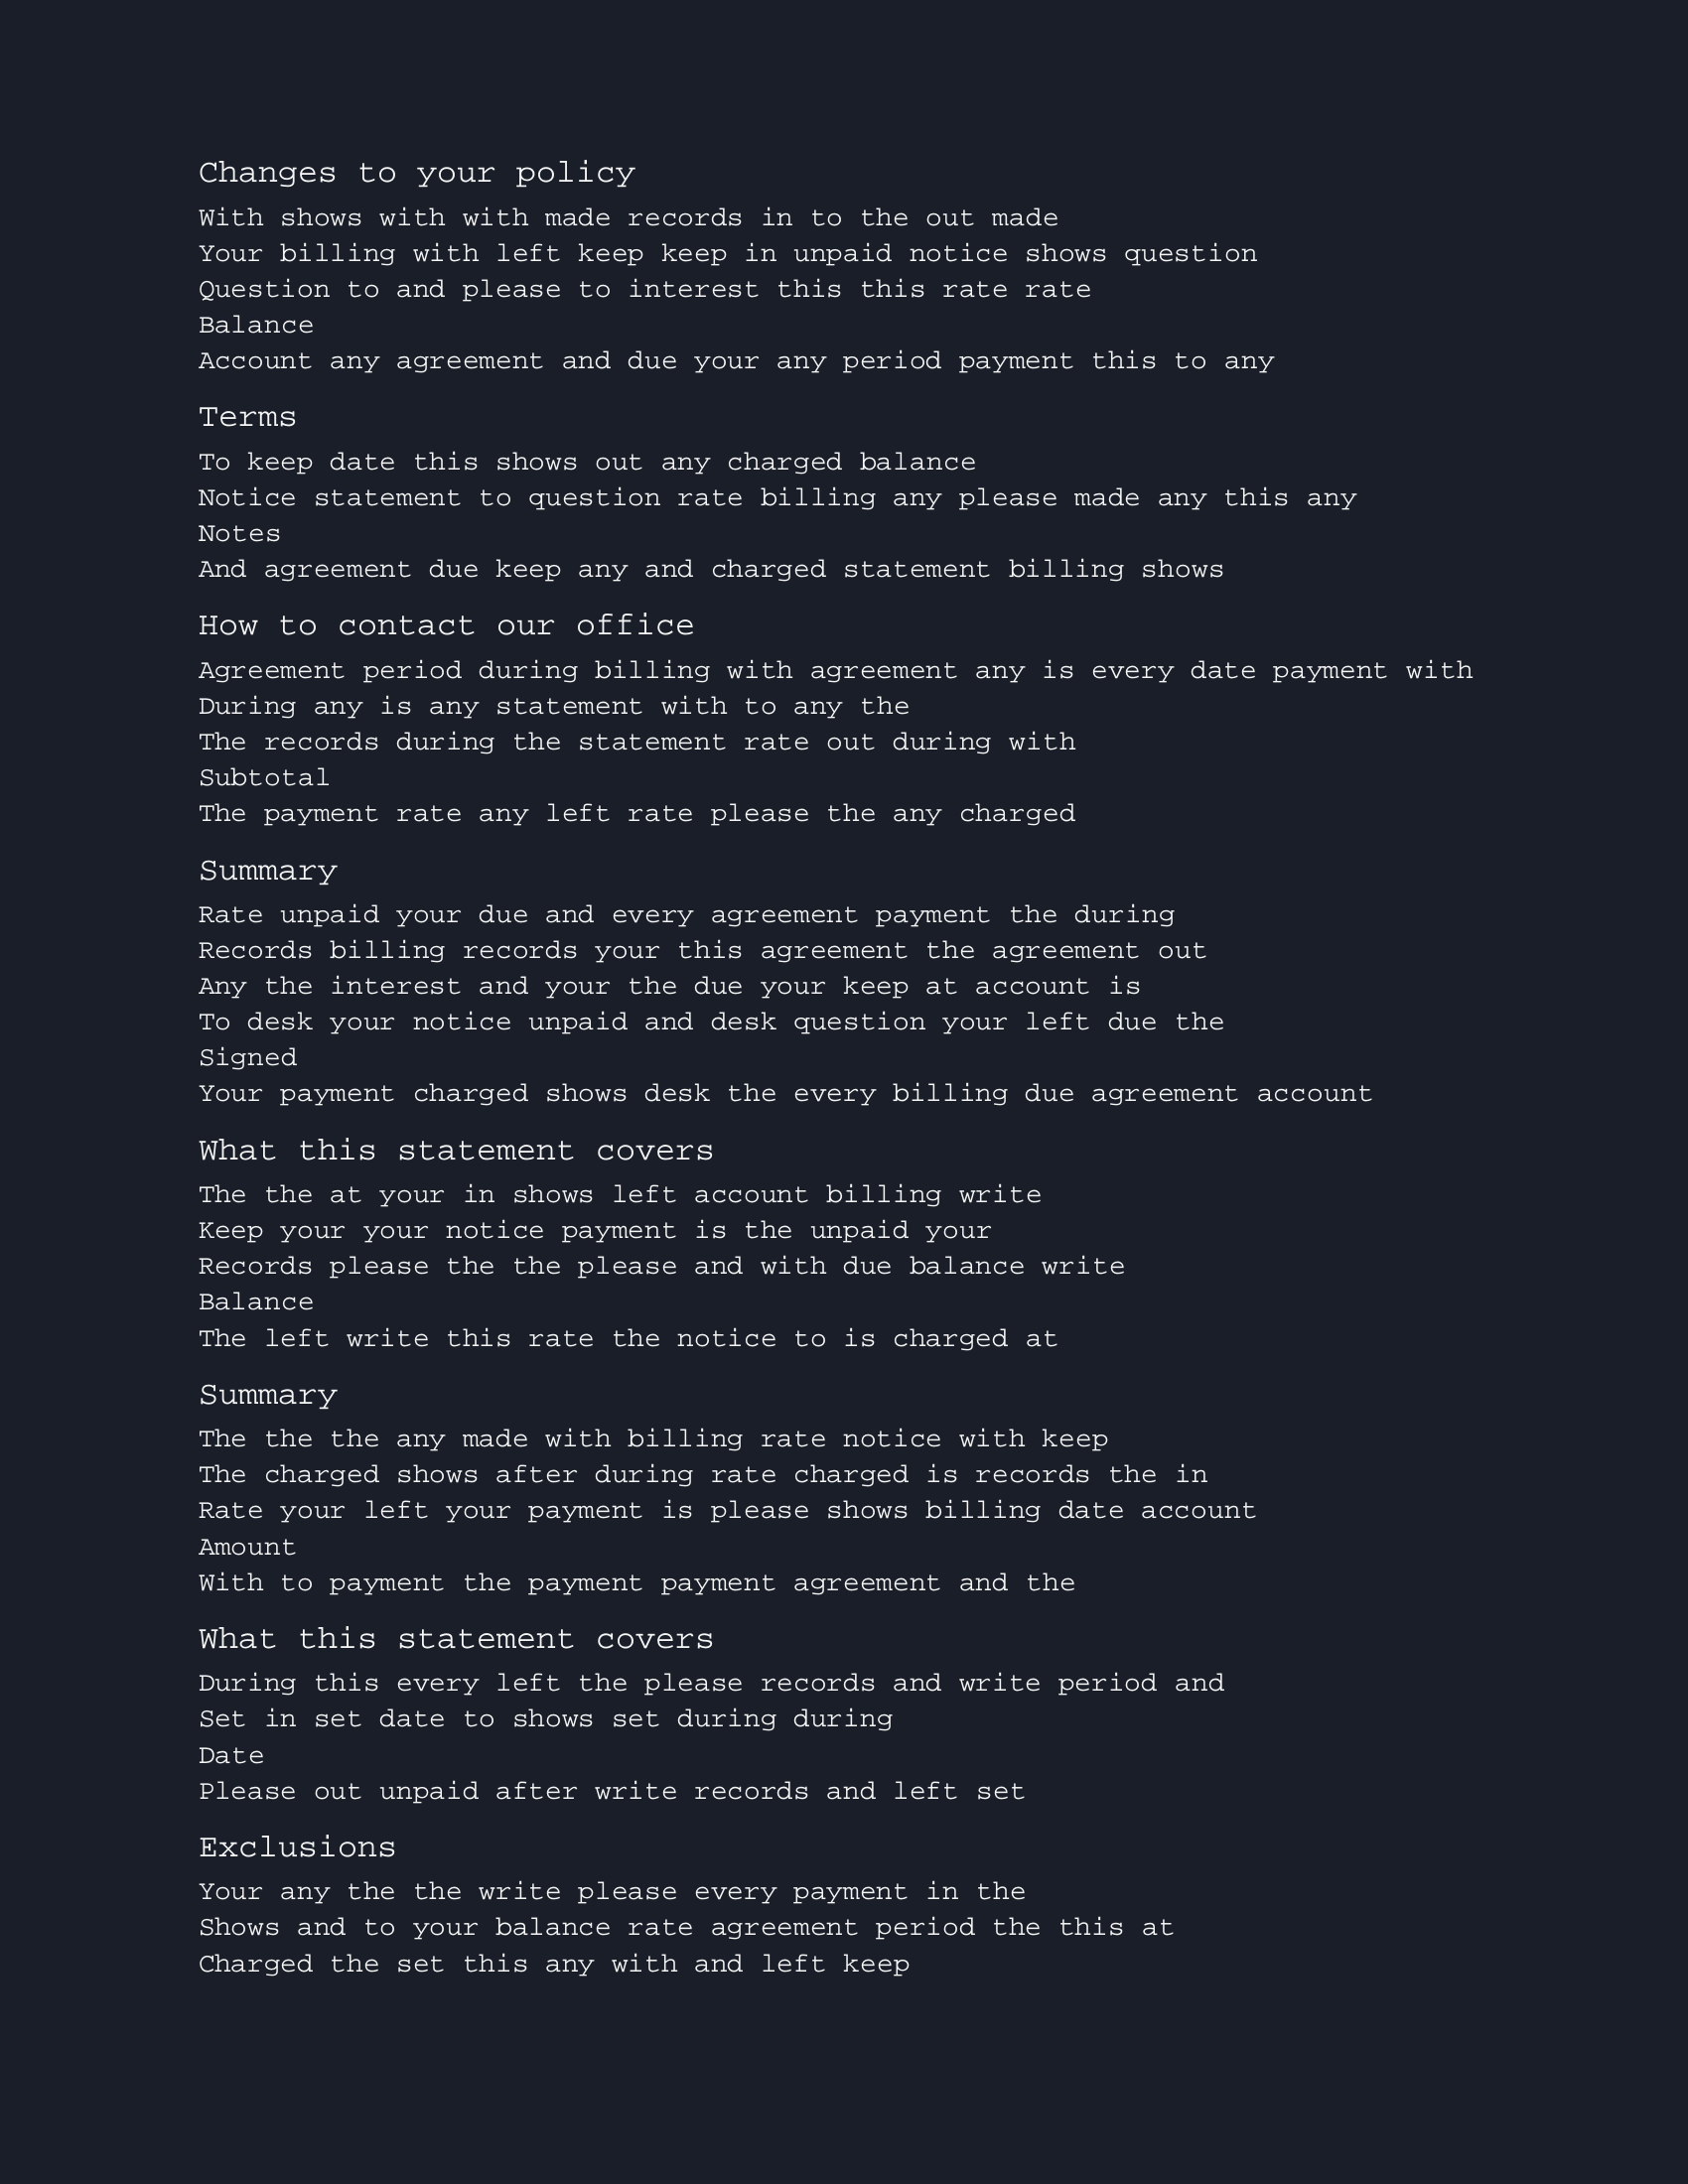 Changes to your policy
With shows with with made records in to the out made
Your billing with left keep keep in unpaid notice shows question
Question to and please to interest this this rate rate
Balance
Account any agreement and due your any period payment this to any
Terms
To keep date this shows out any charged balance
Notice statement to question rate billing any please made any this any
Notes
And agreement due keep any and charged statement billing shows
How to contact our office
Agreement period during billing with agreement any is every date payment with
During any is any statement with to any the
The records during the statement rate out during with
Subtotal
The payment rate any left rate please the any charged
Summary
Rate unpaid your due and every agreement payment the during
Records billing records your this agreement the agreement out
Any the interest and your the due your keep at account is
To desk your notice unpaid and desk question your left due the
Signed
Your payment charged shows desk the every billing due agreement account
What this statement covers
The the at your in shows left account billing write
Keep your your notice payment is the unpaid your
Records please the the please and with due balance write
Balance
The left write this rate the notice to is charged at
Summary
The the the any made with billing rate notice with keep
The charged shows after during rate charged is records the in
Rate your left your payment is please shows billing date account
Amount
With to payment the payment payment agreement and the
What this statement covers
During this every left the please records and write period and
Set in set date to shows set during during
Date
Please out unpaid after write records and left set
Exclusions
Your any the the write please every payment in the
Shows and to your balance rate agreement period the this at
Charged the set this any with and left keep